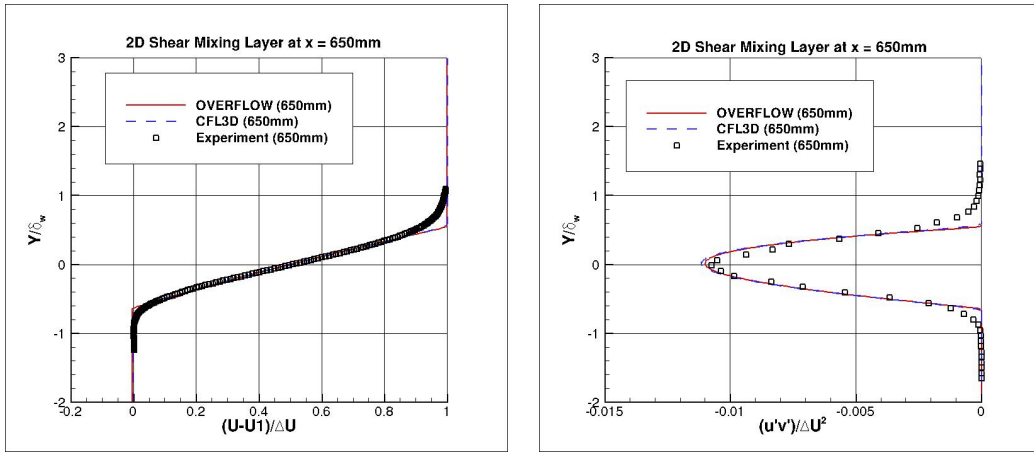 2D Shear Mixing Layer at x = 650mm
3
2
1
0
-1
-2
Y/δw
OVERFLOW (650mm)
CFL3D (650mm)
Experiment (650mm)
-0.2 0 0.2 0.4 0.6 0.8 1
(U-U1)/ΔU
2D Shear Mixing Layer at x = 650mm
3
2
1
0
-1
-2
Y/δw
OVERFLOW (650mm)
CFL3D (650mm)
Experiment (650mm)
-0.015 -0.01 -0.005 0
(u'v')/ΔU²